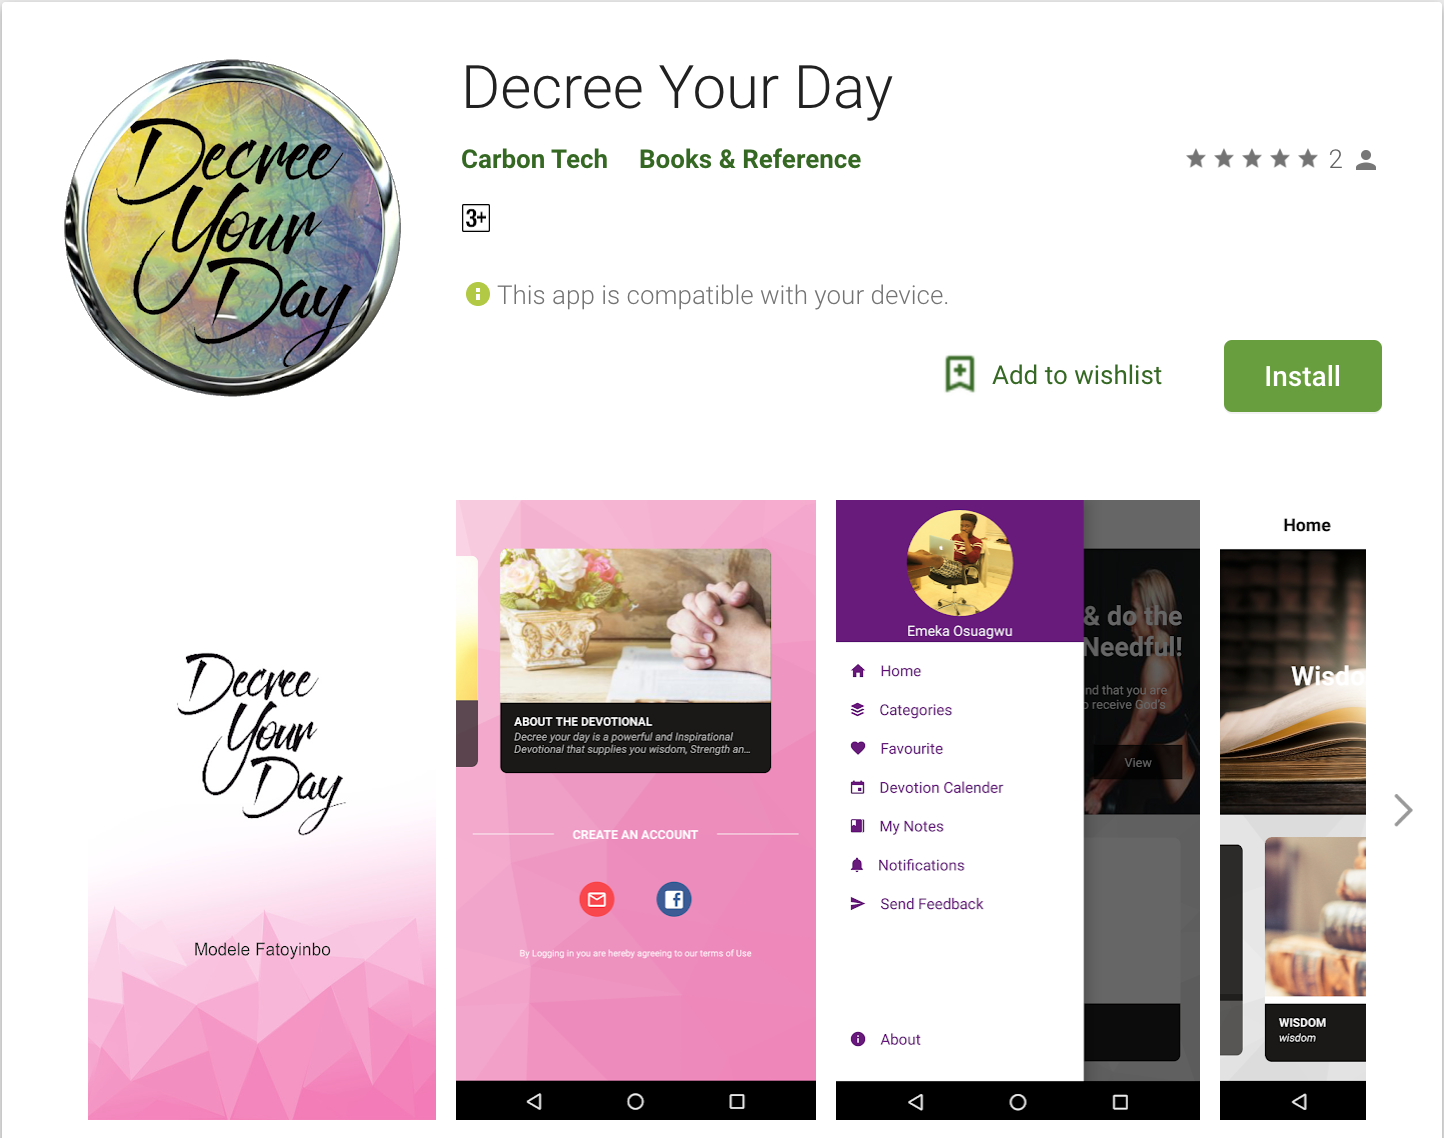 Decree
Your
Day
Decree Your Day
Carbon Tech Books & Reference
2
3+
This app is compatible with your device.
Add to wishlist
Install
Decree
Your
Day
Modele Fatoyinbo
ABOUT THE DEVOTIONAL
Decree your day is a powerful and Inspirational
Devotional that supplies you wisdom, Strength an...
CREATE AN ACCOUNT
By Logging in you are hereby agreeing to our terms of Use
Emeka Osuagwu
Home
Categories
Favourite
Devotion Calender
My Notes
Notifications
Send Feedback
About
& do the
Needful!
nd that you are
o receive God's
View
Home
Wisdo
WISDOM
wisdom